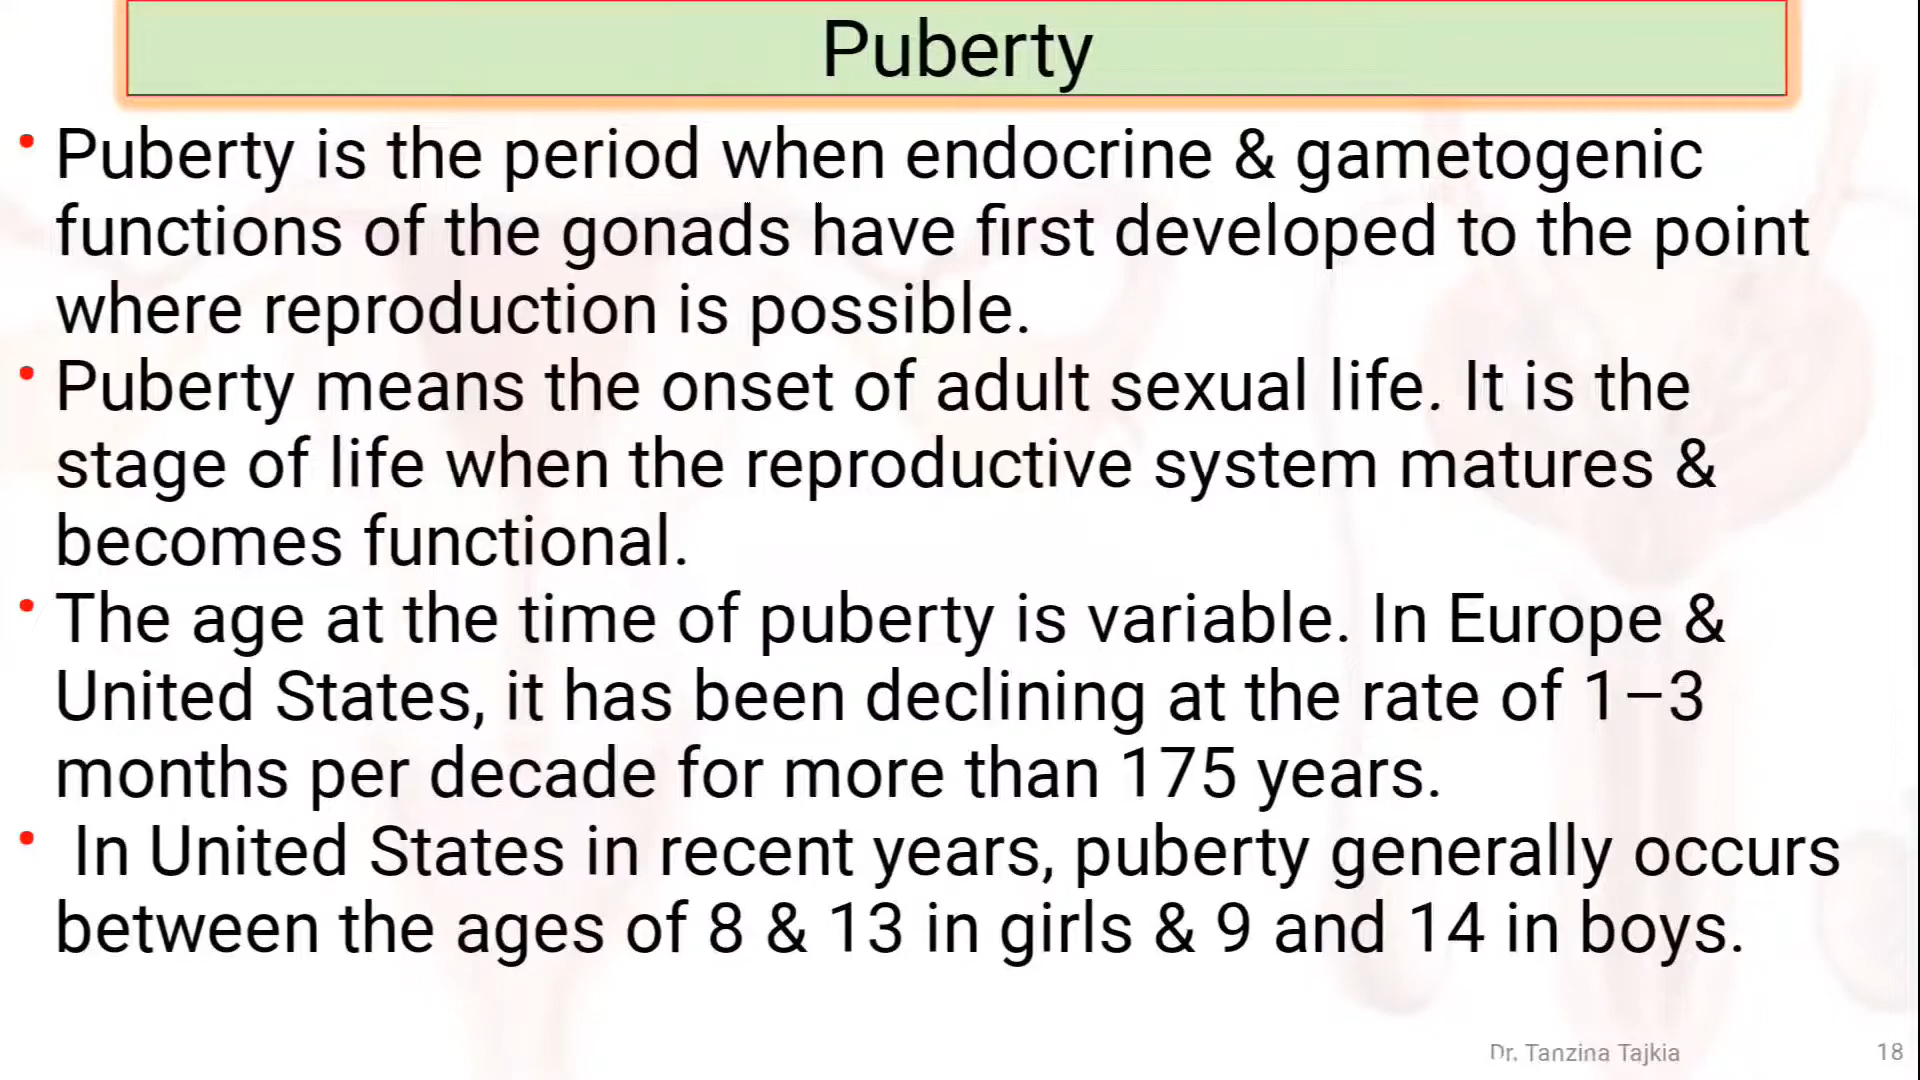 Puberty
• Puberty is the period when endocrine & gametogenic
functions of the gonads have first developed to the point
where reproduction is possible.
• Puberty means the onset of adult sexual life. It is the
stage of life when the reproductive system matures &
becomes functional.
• The age at the time of puberty is variable. In Europe &
United States, it has been declining at the rate of 1–3
months per decade for more than 175 years.
• In United States in recent years, puberty generally occurs
between the ages of 8 & 13 in girls & 9 and 14 in boys.
Dr. Tanzina Tajkia 18